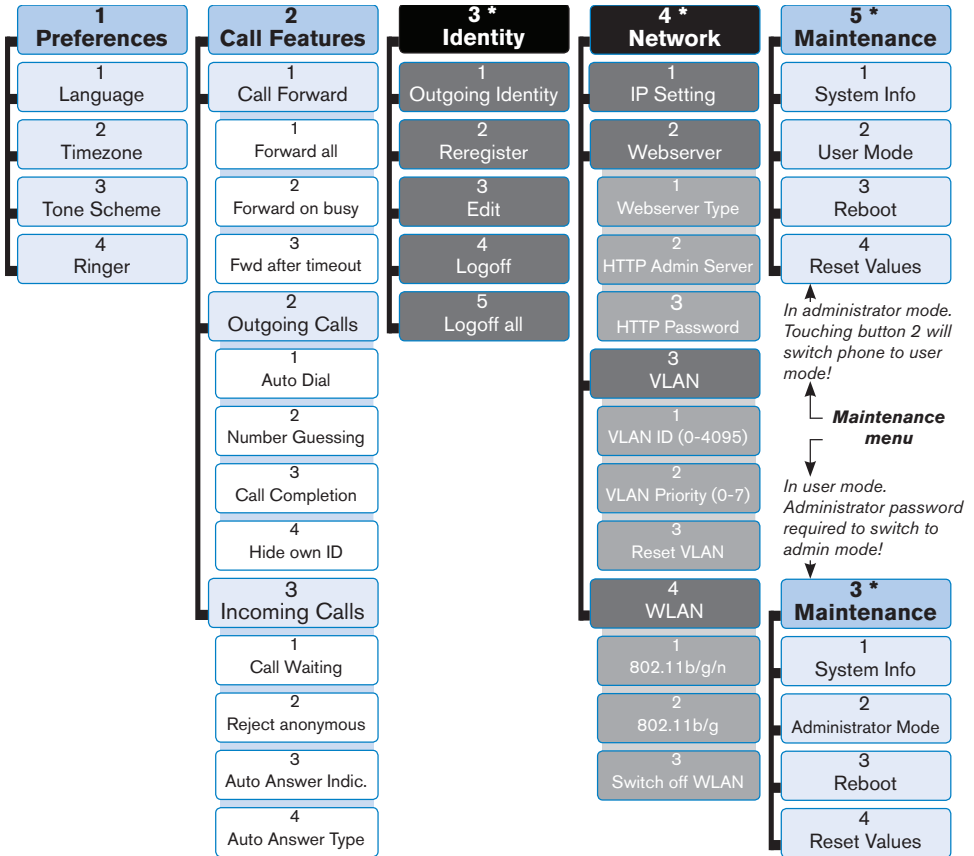 1
Preferences
1
Language
2
Timezone
3
Tone Scheme
4
Ringer
2
Call Features
1
Call Forward
1
Forward all
2
Forward on busy
3
Fwd after timeout
2
Outgoing Calls
1
Auto Dial
2
Number Guessing
3
Call Completion
4
Hide own ID
3
Incoming Calls
1
Call Waiting
2
Reject anonymous
3
Auto Answer Indic.
4
Auto Answer Type
3 *
Identity
1
Outgoing Identity
2
Reregister
3
Edit
4
Logoff
5
Logoff all
4 *
Network
1
IP Setting
2
Webserver
1
Webserver Type
2
HTTP Admin Server
3
HTTP Password
3
VLAN
1
VLAN ID (0-4095)
2
VLAN Priority (0-7)
3
Reset VLAN
4
WLAN
1
802.11b/g/n
2
802.11b/g
3
Switch off WLAN
5 *
Maintenance
1
System Info
2
User Mode
3
Reboot
4
Reset Values
In administrator mode.
Touching button 2 will
switch phone to user
mode!
Maintenance
menu
In user mode.
Administrator password
required to switch to
admin mode!
3 *
Maintenance
1
System Info
2
Administrator Mode
3
Reboot
4
Reset Values